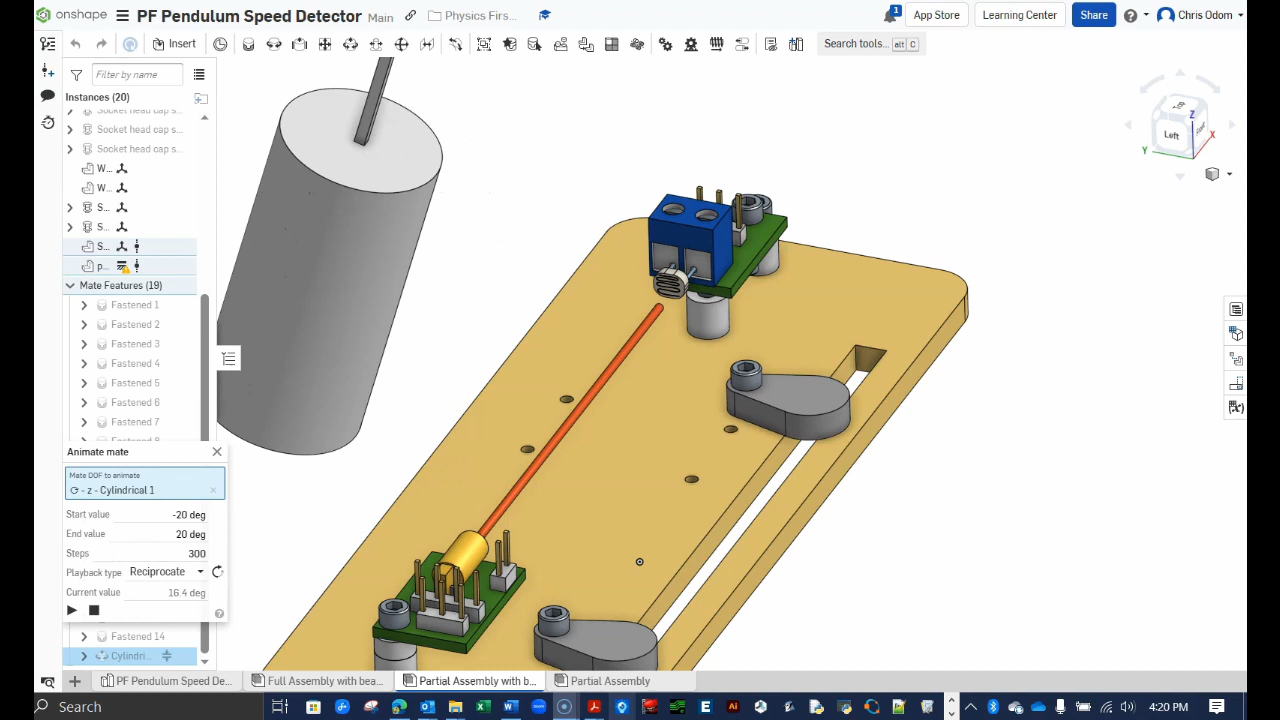 onshape PF Pendulum Speed Detector Main Physics Firs... 1 App Store Learning Center Share Chris Odom
Insert Search tools... alt C
Filter by name
Instances (20)
Socket head cap s...
Socket head cap s...
Socket head cap s...
W...
W...
S...
S...
S...
p...
Mate Features (19)
Fastened 1
Fastened 2
Fastened 3
Fastened 4
Fastened 5
Fastened 6
Fastened 7
Fastened 8
Animate mate
Mate DOF to animate
- z - Cylindrical 1
Start value -20 deg
End value 20 deg
Steps 300
Playback type Reciprocate
Current value 16.4 deg
Fastened 14
Cylindri...
Z
Left
X
Y
PF Pendulum Speed De... Full Assembly with bea... Partial Assembly with b... Partial Assembly
Search 4:20 PM